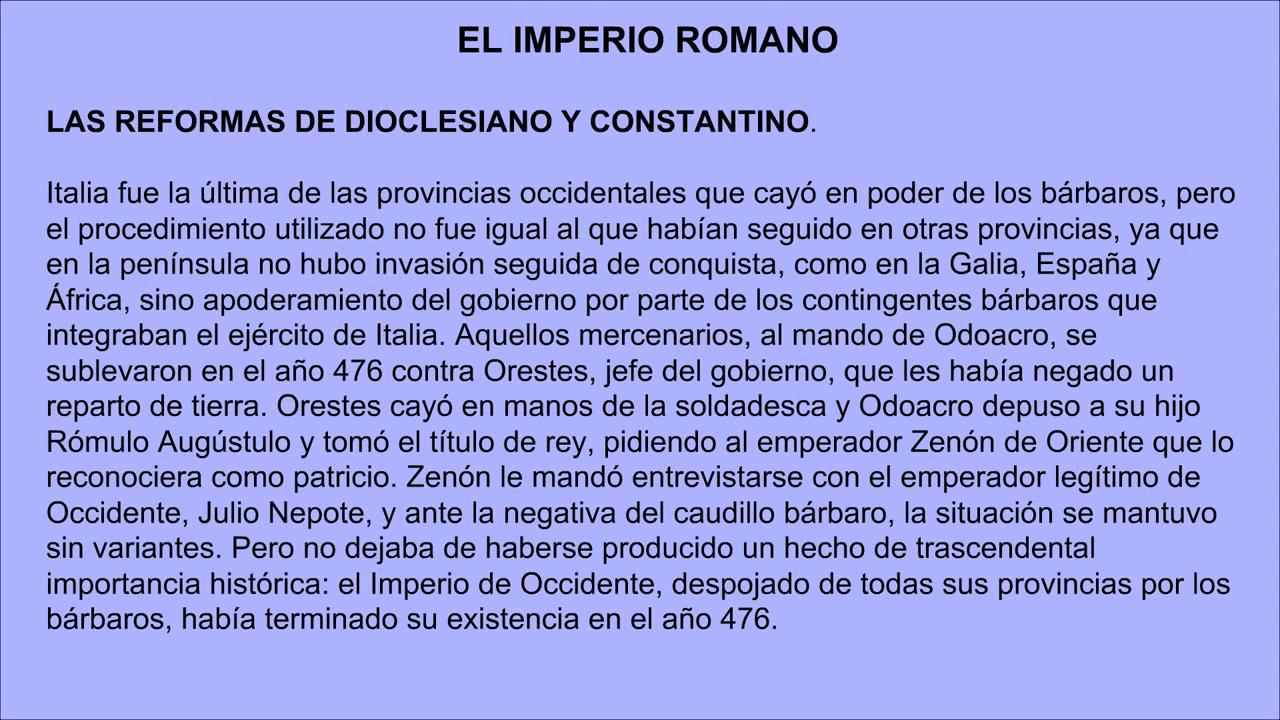 EL IMPERIO ROMANO
LAS REFORMAS DE DIOCLESIANO Y CONSTANTINO.
Italia fue la última de las provincias occidentales que cayó en poder de los bárbaros, pero
el procedimiento utilizado no fue igual al que habían seguido en otras provincias, ya que
en la península no hubo invasión seguida de conquista, como en la Galia, España y
África, sino apoderamiento del gobierno por parte de los contingentes bárbaros que
integraban el ejército de Italia. Aquellos mercenarios, al mando de Odoacro, se
sublevaron en el año 476 contra Orestes, jefe del gobierno, que les había negado un
reparto de tierra. Orestes cayó en manos de la soldadesca y Odoacro depuso a su hijo
Rómulo Augústulo y tomó el título de rey, pidiendo al emperador Zenón de Oriente que lo
reconociera como patricio. Zenón le mandó entrevistarse con el emperador legítimo de
Occidente, Julio Nepote, y ante la negativa del caudillo bárbaro, la situación se mantuvo
sin variantes. Pero no dejaba de haberse producido un hecho de trascendental
importancia histórica: el Imperio de Occidente, despojado de todas sus provincias por los
bárbaros, había terminado su existencia en el año 476.